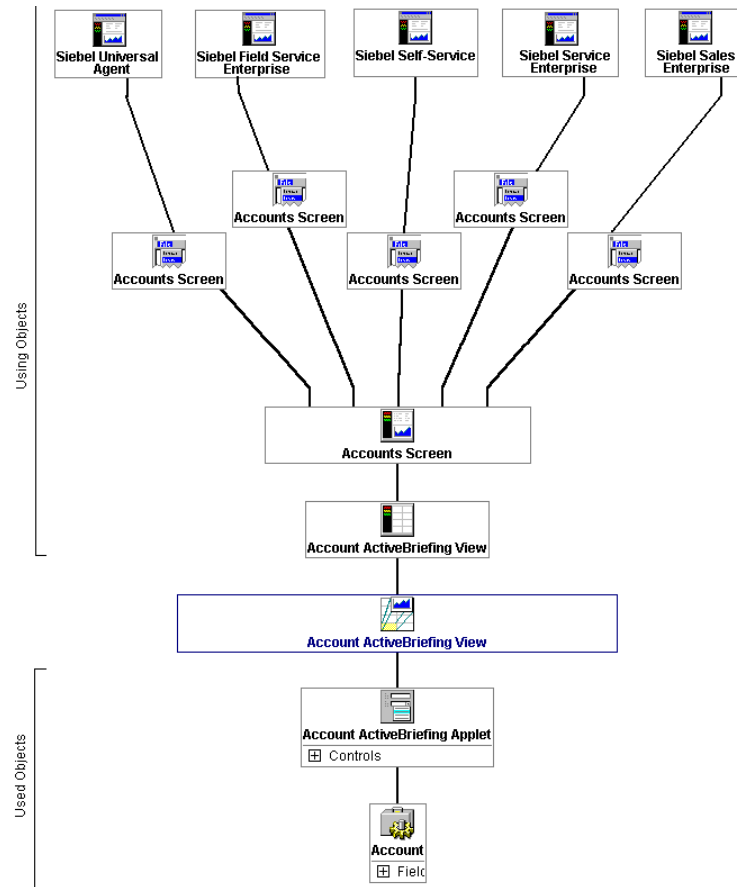 Siebel Universal
Agent
Siebel Field Service
Enterprise
Siebel Self-Service
Siebel Service
Enterprise
Siebel Sales
Enterprise
Accounts Screen
Accounts Screen
Accounts Screen
Accounts Screen
Accounts Screen
Using Objects
Accounts Screen
Account ActiveBriefing View
Account ActiveBriefing View
Used Objects
Account ActiveBriefing Applet
Controls
Account
Field